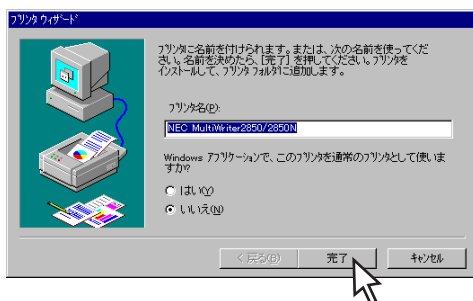 プリンタ ウィザード
プリンタに名前を付けられます。または、次の名前を使ってくだ
さい。名前を決めたら、[完了] を押してください。プリンタを
インストールして、プリンタ フォルダに追加します。
プリンタ名(P):
NEC MultiWriter2850/2850N
Windows アプリケーションで、このプリンタを通常のプリンタとして使いま
すか?
はい(Y)
いいえ(N)
< 戻る(B)
完了
キャンセル